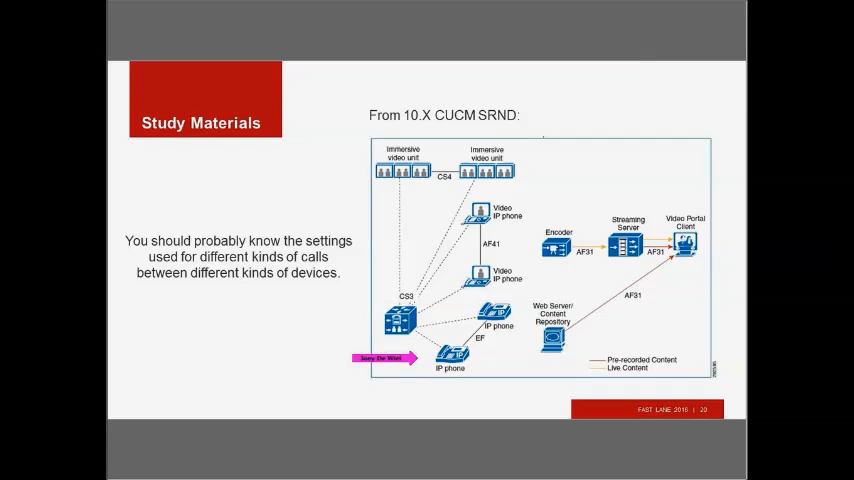 Study Materials
From 10.X CUCM SRND:
You should probably know the settings
used for different kinds of calls
between different kinds of devices.
Immersive
video unit
Immersive
video unit
CS4
Video
IP phone
AF41
Video
IP phone
CS3
IP phone
EF
IP phone
Encoder
AF31
Streaming
Server
AF31
Video Portal
Client
AF31
Web Server/
Content
Repository
Pre-recorded Content
Live Content
FAST LANE 2016 | 20